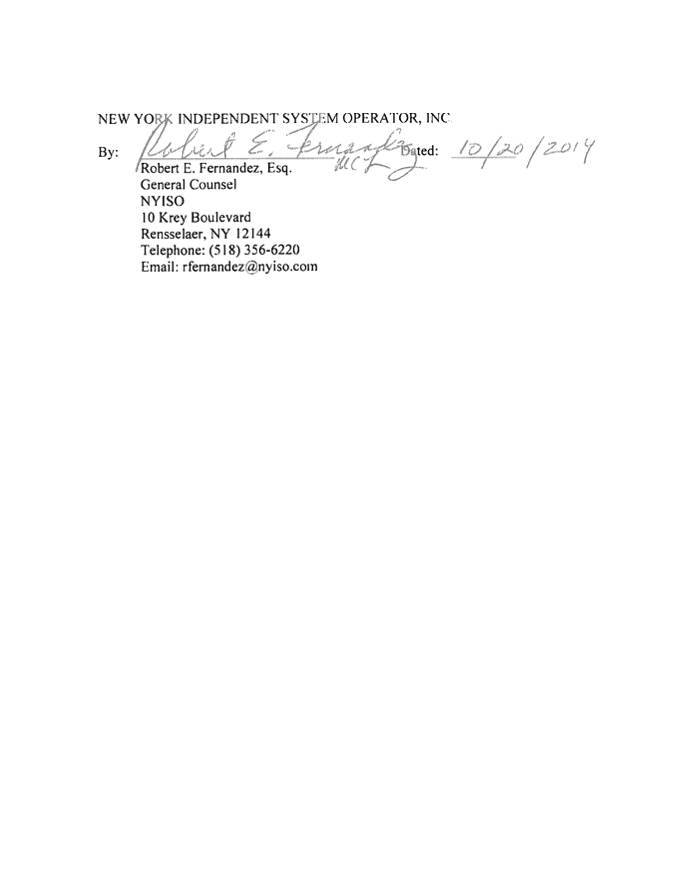 NEW YORK INDEPENDENT SYSTEM OPERATOR, INC.
By: Robert E. Fernandez Dated: 10/20/2014
Robert E. Fernandez, Esq.
General Counsel
NYISO
10 Krey Boulevard
Rensselaer, NY 12144
Telephone: (518) 356-6220
Email: rfernandez@nyiso.com